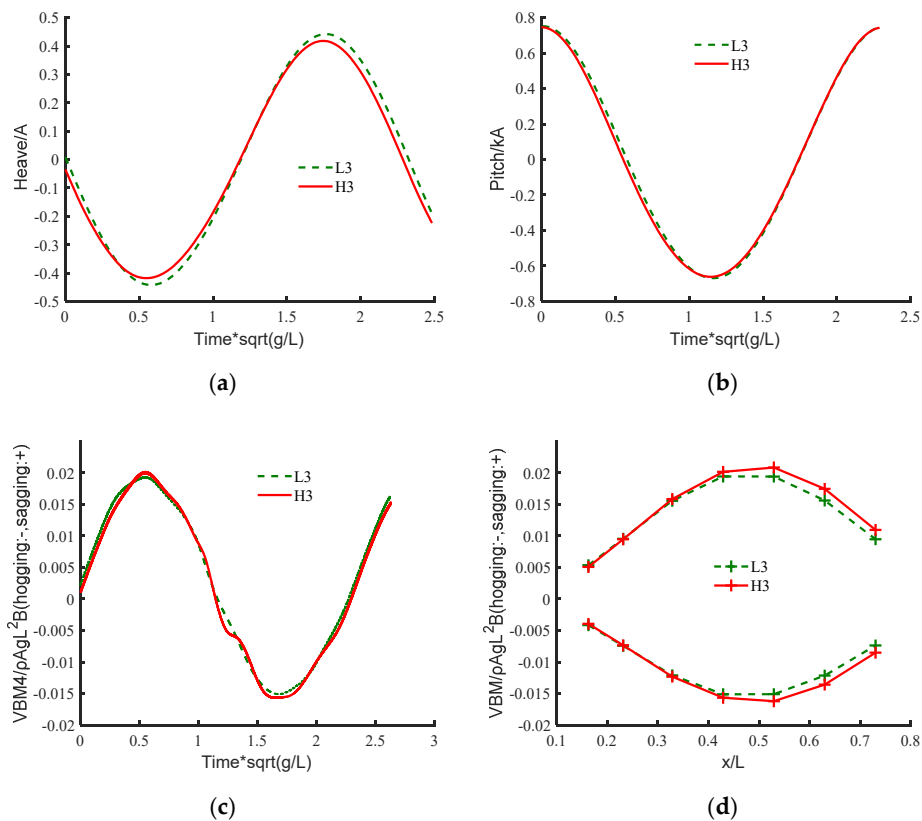 0.5
0.4
0.3
0.2
0.1
0
-0.1
-0.2
-0.3
-0.4
-0.5
Heave/A
L3
H3
0 0.5 1 1.5 2 2.5
Time*sqrt(g/L)
(a)
0.8
0.6
0.4
0.2
0
-0.2
-0.4
-0.6
-0.8
Pitch/kA
L3
H3
0 0.5 1 1.5 2 2.5
Time*sqrt(g/L)
(b)
0.02
0.015
0.01
0.005
0
-0.005
-0.01
-0.015
-0.02
VBM4/ρAgL²B(hogging:-,sagging:+)
L3
H3
0 0.5 1 1.5 2 2.5 3
Time*sqrt(g/L)
(c)
0.02
0.015
0.01
0.005
0
-0.005
-0.01
-0.015
-0.02
VBM/ρAgL²B(hogging:-,sagging:+)
L3
H3
0.1 0.2 0.3 0.4 0.5 0.6 0.7 0.8
x/L
(d)